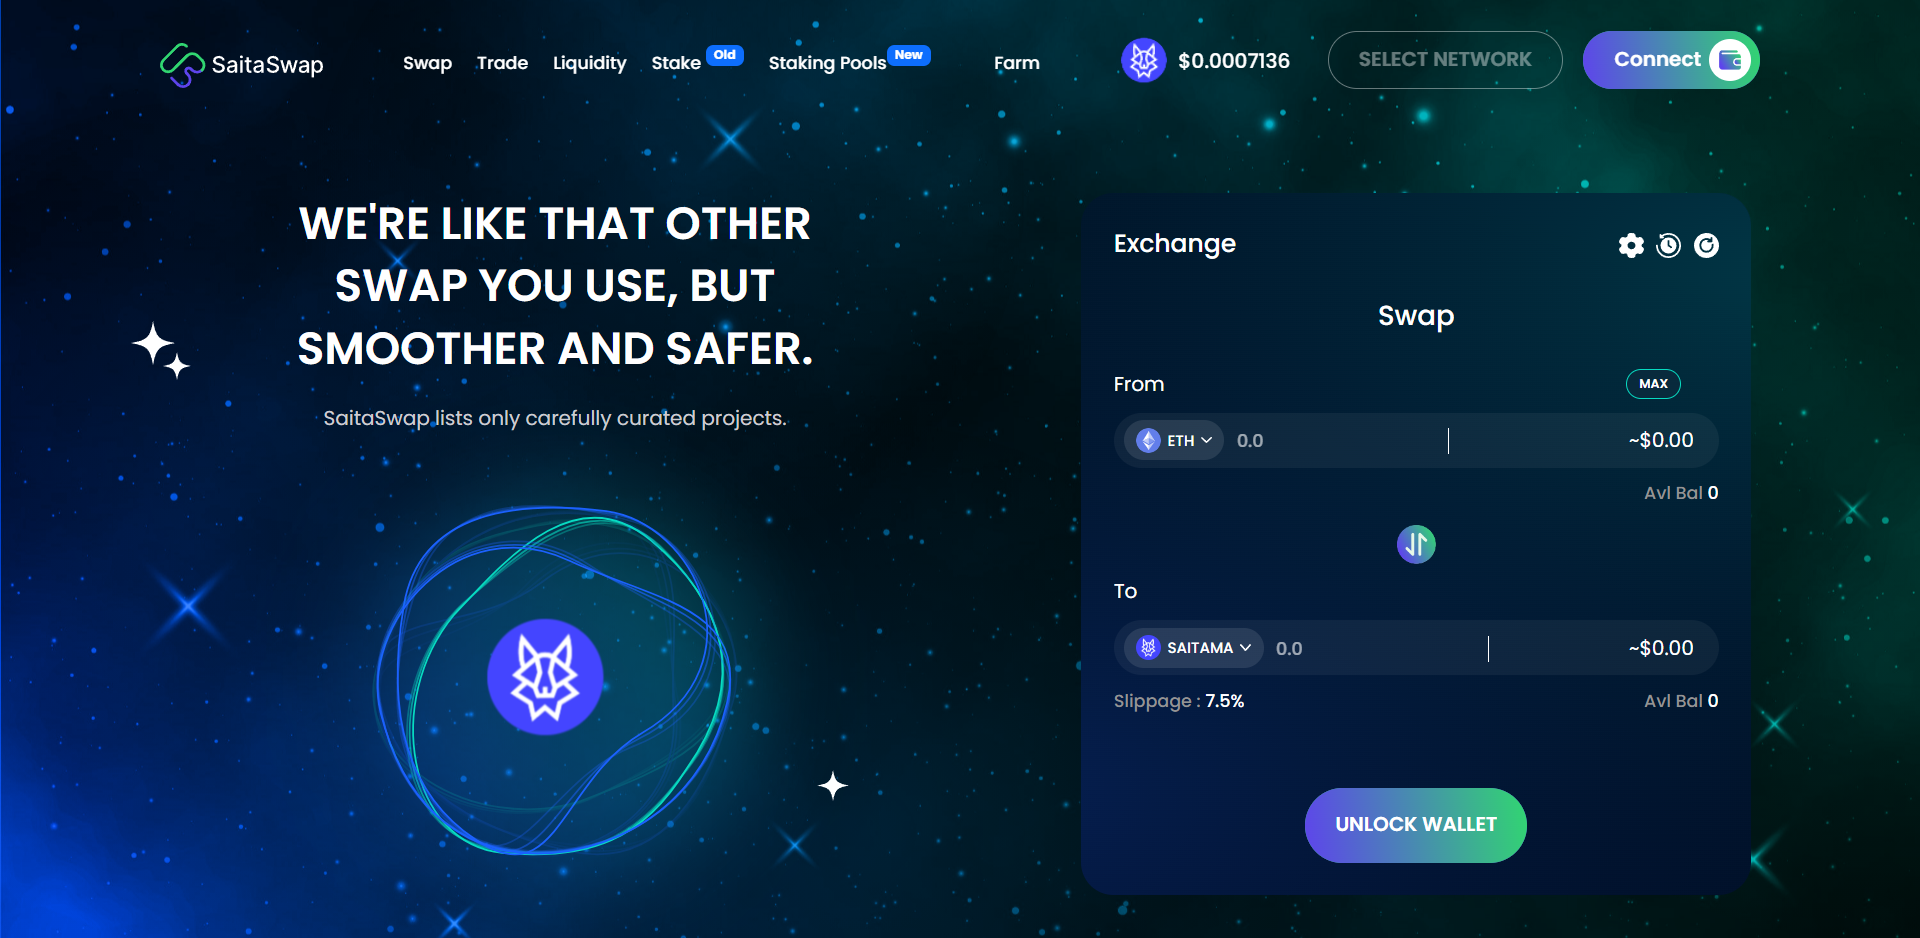 SaitaSwap
Swap Trade Liquidity Stake Old Staking Pools New Farm
$0.0007136
SELECT NETWORK
Connect
WE'RE LIKE THAT OTHER
SWAP YOU USE, BUT
SMOOTHER AND SAFER.
SaitaSwap lists only carefully curated projects.
Exchange
Swap
From
MAX
ETH 0.0 ~$0.00
Avl Bal 0
To
SAITAMA 0.0 ~$0.00
Slippage : 7.5% Avl Bal 0
UNLOCK WALLET